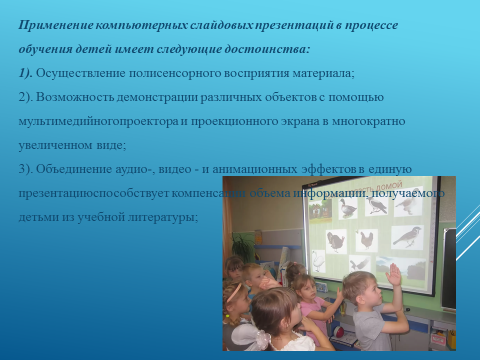 Применение компьютерных слайдовых презентаций в процессе
обучения детей имеет следующие достоинства:
1). Осуществление полисенсорного восприятия материала;
2). Возможность демонстрации различных объектов с помощью
мультимедийногопроектора и проекционного экрана в многократно
увеличенном виде;
3). Объединение аудио-, видео - и анимационных эффектов в единую
презентациюспособствует компенсации объема информации, получаемого
детьми из учебной литературы;
ДОМОЙ